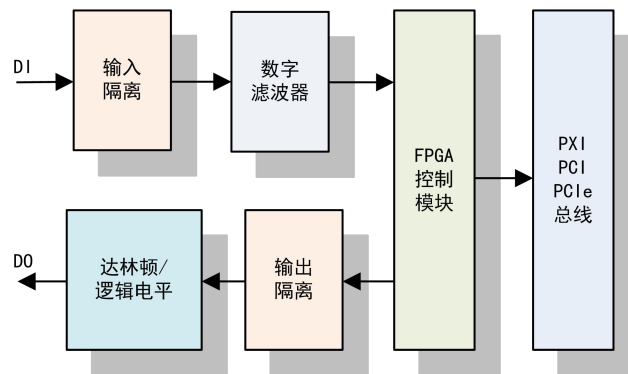 DI
输入
隔离
数字
滤波器
FPGA
控制
模块
PXI
PCI
PCIe
总线
DO
达林顿/
逻辑电平
输出
隔离